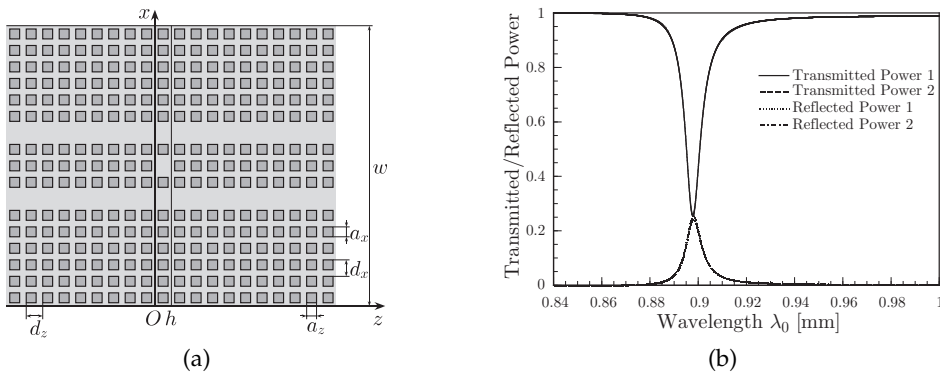 x
w
a_x
d_x
d_z
O h
a_z
z
(a)
Transmitted/Reflected Power
1
0.8
0.6
0.4
0.2
0
Transmitted Power 1
Transmitted Power 2
Reflected Power 1
Reflected Power 2
0.84 0.86 0.88 0.9 0.92 0.94 0.96 0.98 1
Wavelength λ₀ [mm]
(b)